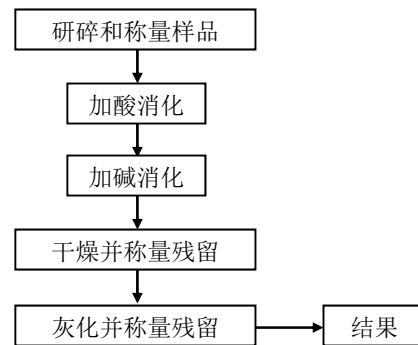 研碎和称量样品
加酸消化
加碱消化
干燥并称量残留
灰化并称量残留
结果